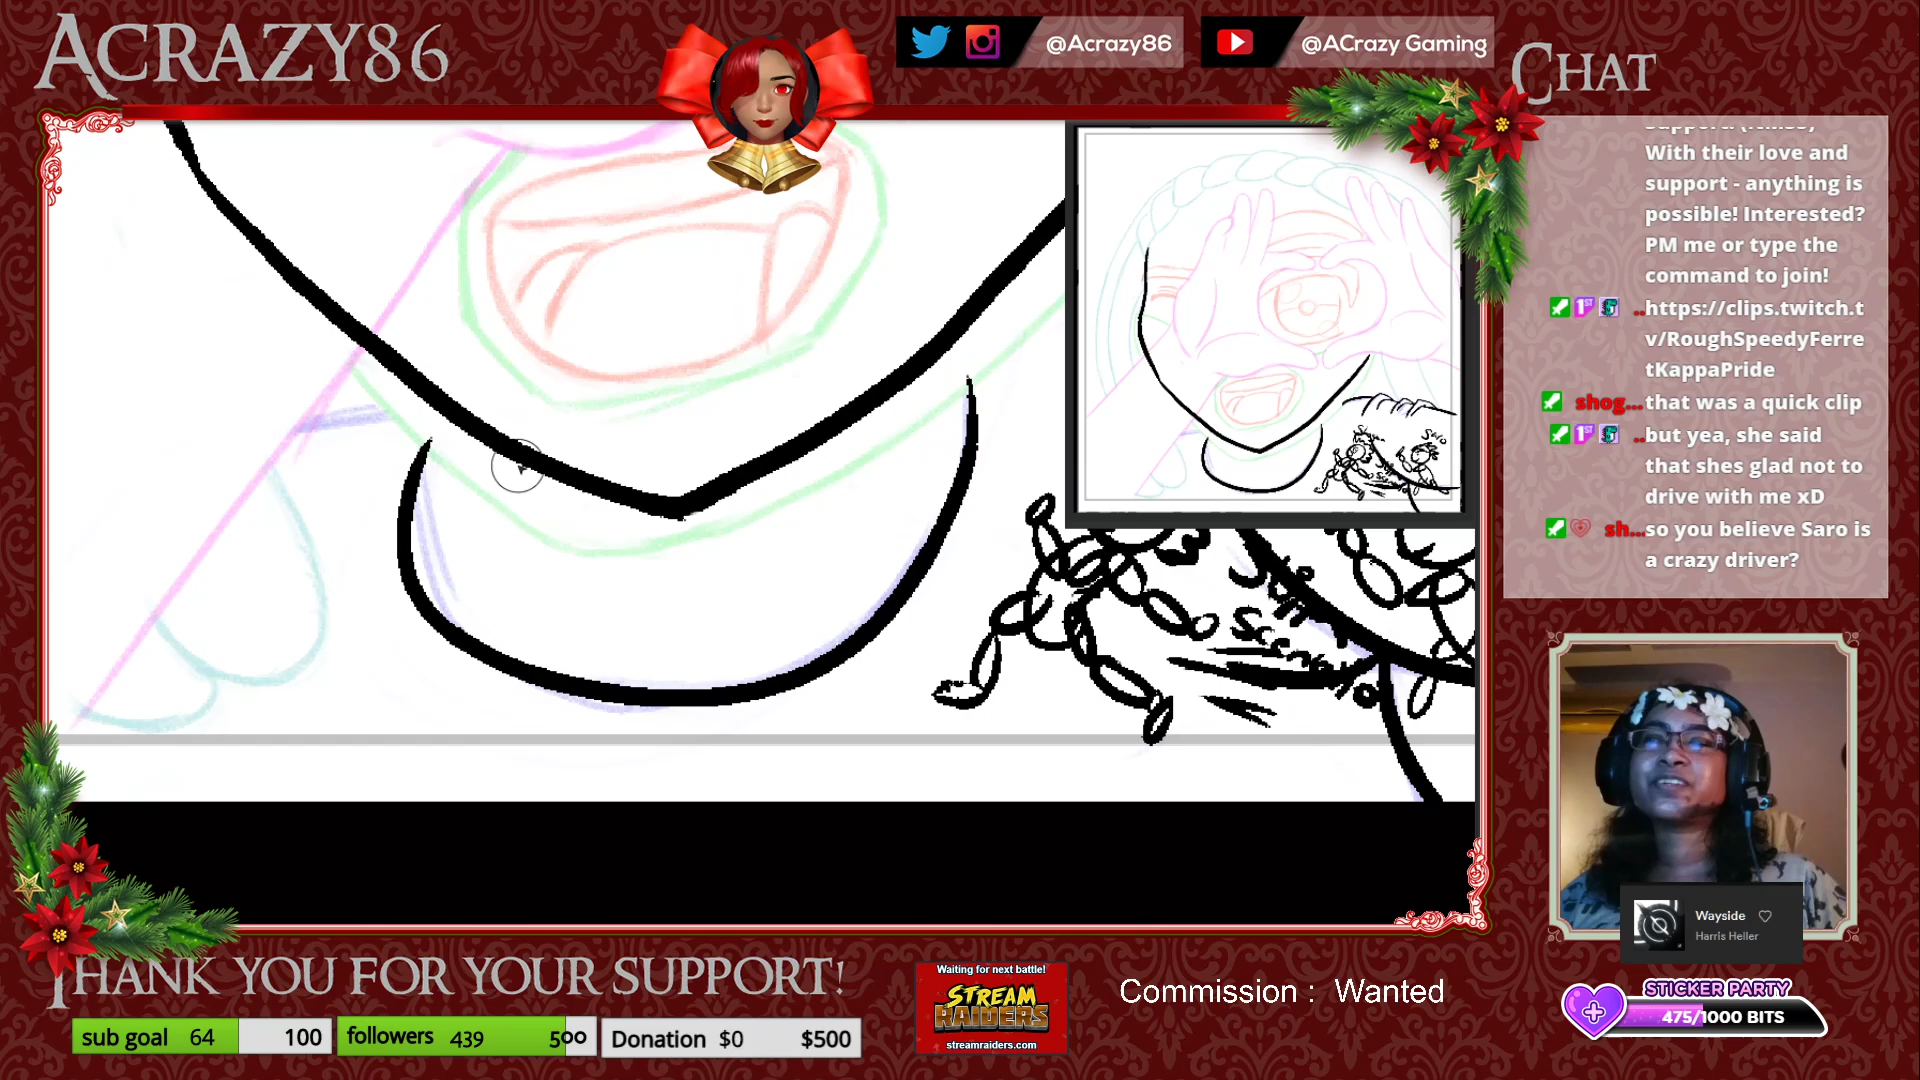 ACRAZY86
@Acrazy86
@ACrazy Gaming
CHAT
With their love and
support - anything is
possible! Interested?
PM me or type the
command to join!
..https://clips.twitch.t
v/RoughSpeedyFerre
tKappaPride
shog...that was a quick clip
..but yea, she said
that shes glad not to
drive with me xD
sh...so you believe Saro is
a crazy driver?
1ST
1ST
Saro
Wayside
Harris Heller
THANK YOU FOR YOUR SUPPORT!
sub goal 64 100
followers 439 500
Donation $0 $500
Waiting for next battle!
STREAM
RAIDERS
streamraiders.com
Commission : Wanted
STICKER PARTY
475/1000 BITS